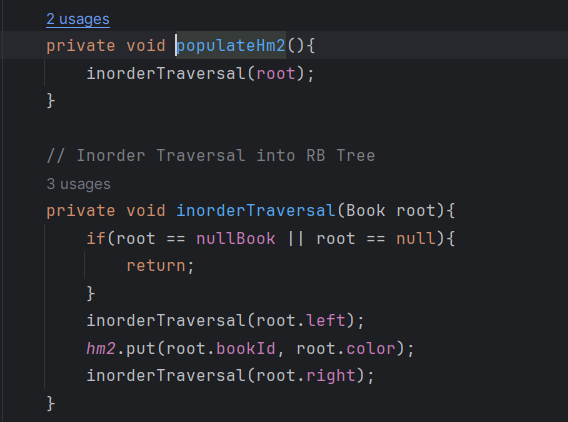 2 usages
private void populateHm2(){
    inorderTraversal(root);
}
// Inorder Traversal into RB Tree
3 usages
private void inorderTraversal(Book root){
    if(root == nullBook || root == null){
        return;
    }
    inorderTraversal(root.left);
    hm2.put(root.bookId, root.color);
    inorderTraversal(root.right);
}